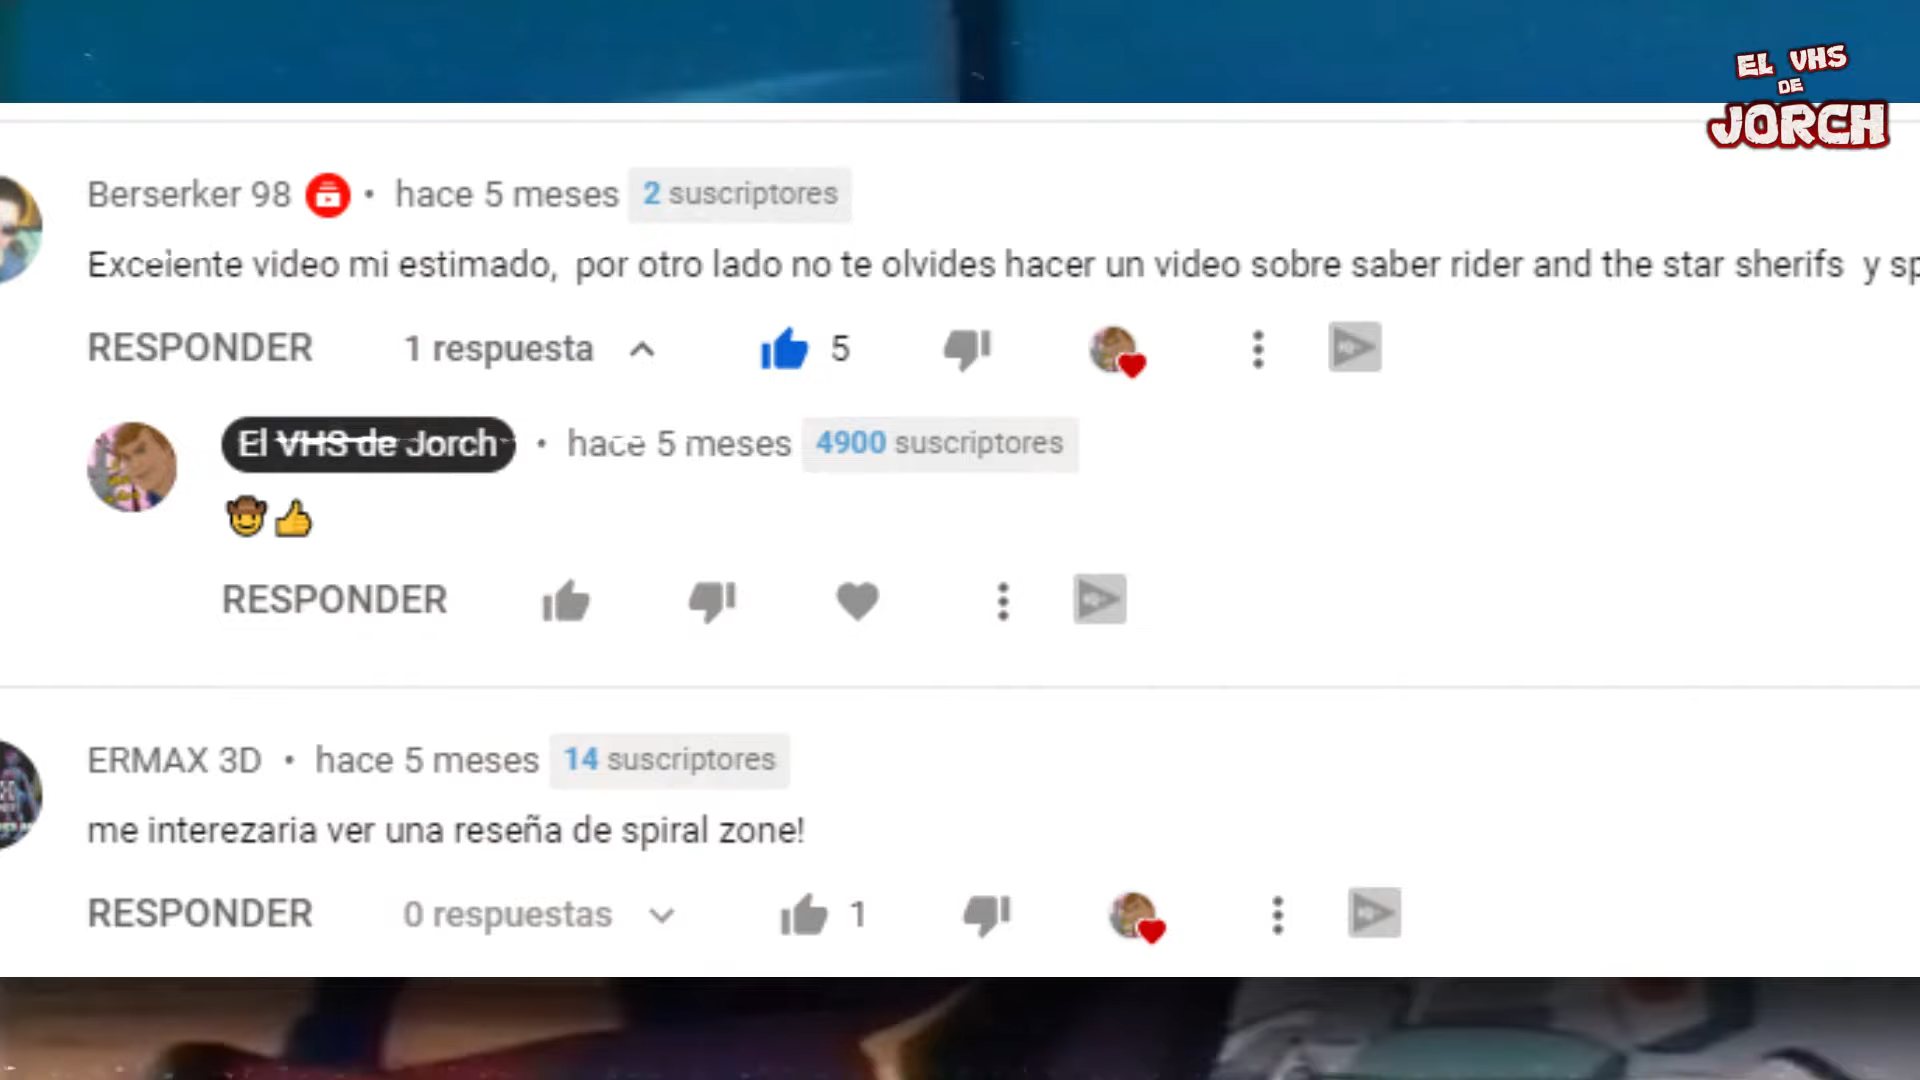 EL VHS
DE
JORCH
Berserker 98 • hace 5 meses 2 suscriptores
Excelente video mi estimado, por otro lado no te olvides hacer un video sobre saber rider and the star sherifs y sp
RESPONDER 1 respuesta 5
El VHS de Jorch • hace 5 meses 4900 suscriptores
🤠👍
RESPONDER
ERMAX 3D • hace 5 meses 14 suscriptores
me interezaria ver una reseña de spiral zone!
RESPONDER 0 respuestas 1